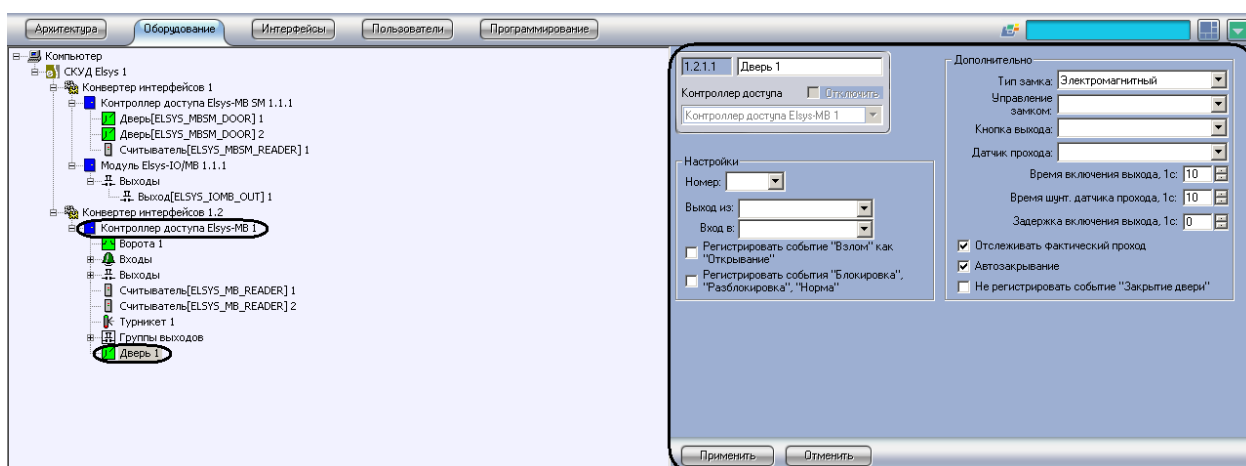 Архитектура Оборудование Интерфейсы Пользователи Программирование
Компьютер
СКУД Elsys 1
Конвертер интерфейсов 1
Контроллер доступа Elsys-MB SM 1.1.1
Дверь[ELSYS_MBSM_DOOR] 1
Дверь[ELSYS_MBSM_DOOR] 2
Считыватель[ELSYS_MBSM_READER] 1
Модуль Elsys-IO/MB 1.1.1
Выходы
Выход[ELSYS_IOMB_OUT] 1
Конвертер интерфейсов 1.2
Контроллер доступа Elsys-MB 1
Ворота 1
Входы
Выходы
Считыватель[ELSYS_MB_READER] 1
Считыватель[ELSYS_MB_READER] 2
Турникет 1
Группы выходов
Дверь 1
1.2.1.1 Дверь 1
Контроллер доступа Отключить
Контроллер доступа Elsys-MB 1
Настройки
Номер:
Выход из:
Вход в:
Регистрировать событие "Взлом" как
"Открывание"
Регистрировать события "Блокировка",
"Разблокировка", "Норма"
Дополнительно
Тип замка: Электромагнитный
Управление
замком:
Кнопка выхода:
Датчик прохода:
Время включения выхода, 1с: 10
Время шунт. датчика прохода, 1с: 10
Задержка включения выхода, 1с: 0
Отслеживать фактический проход
Автозакрывание
Не регистрировать событие "Закрытие двери"
Применить Отменить